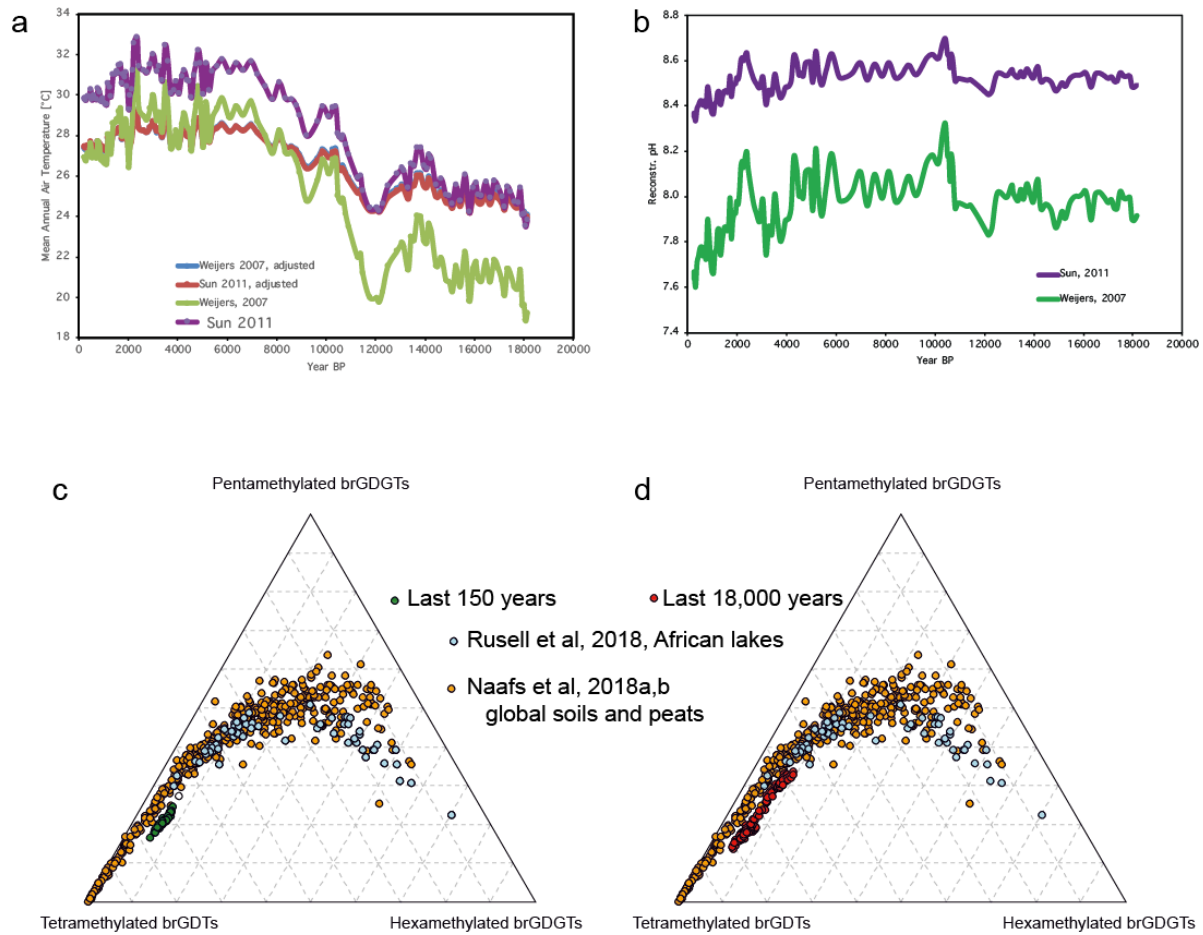 a
34
32
30
28
26
24
22
20
18
Mean Annual Air Temperature [°C]
Weijers 2007, adjusted
Sun 2011, adjusted
Weijers, 2007
Sun 2011
0 2000 4000 6000 8000 10000 12000 14000 16000 18000 20000
Year BP
b
8.8
8.6
8.4
8.2
8.0
7.8
7.6
7.4
Reconstr. pH
Sun, 2011
Weijers, 2007
0 2000 4000 6000 8000 10000 12000 14000 16000 18000 20000
Year BP
c
Pentamethylated brGDGTs
d
Pentamethylated brGDGTs
Last 150 years
Last 18,000 years
Rusell et al, 2018, African lakes
Naafs et al, 2018a,b
global soils and peats
Tetramethylated brGDTs
Hexamethylated brGDGTs
Tetramethylated brGDTs
Hexamethylated brGDGTs